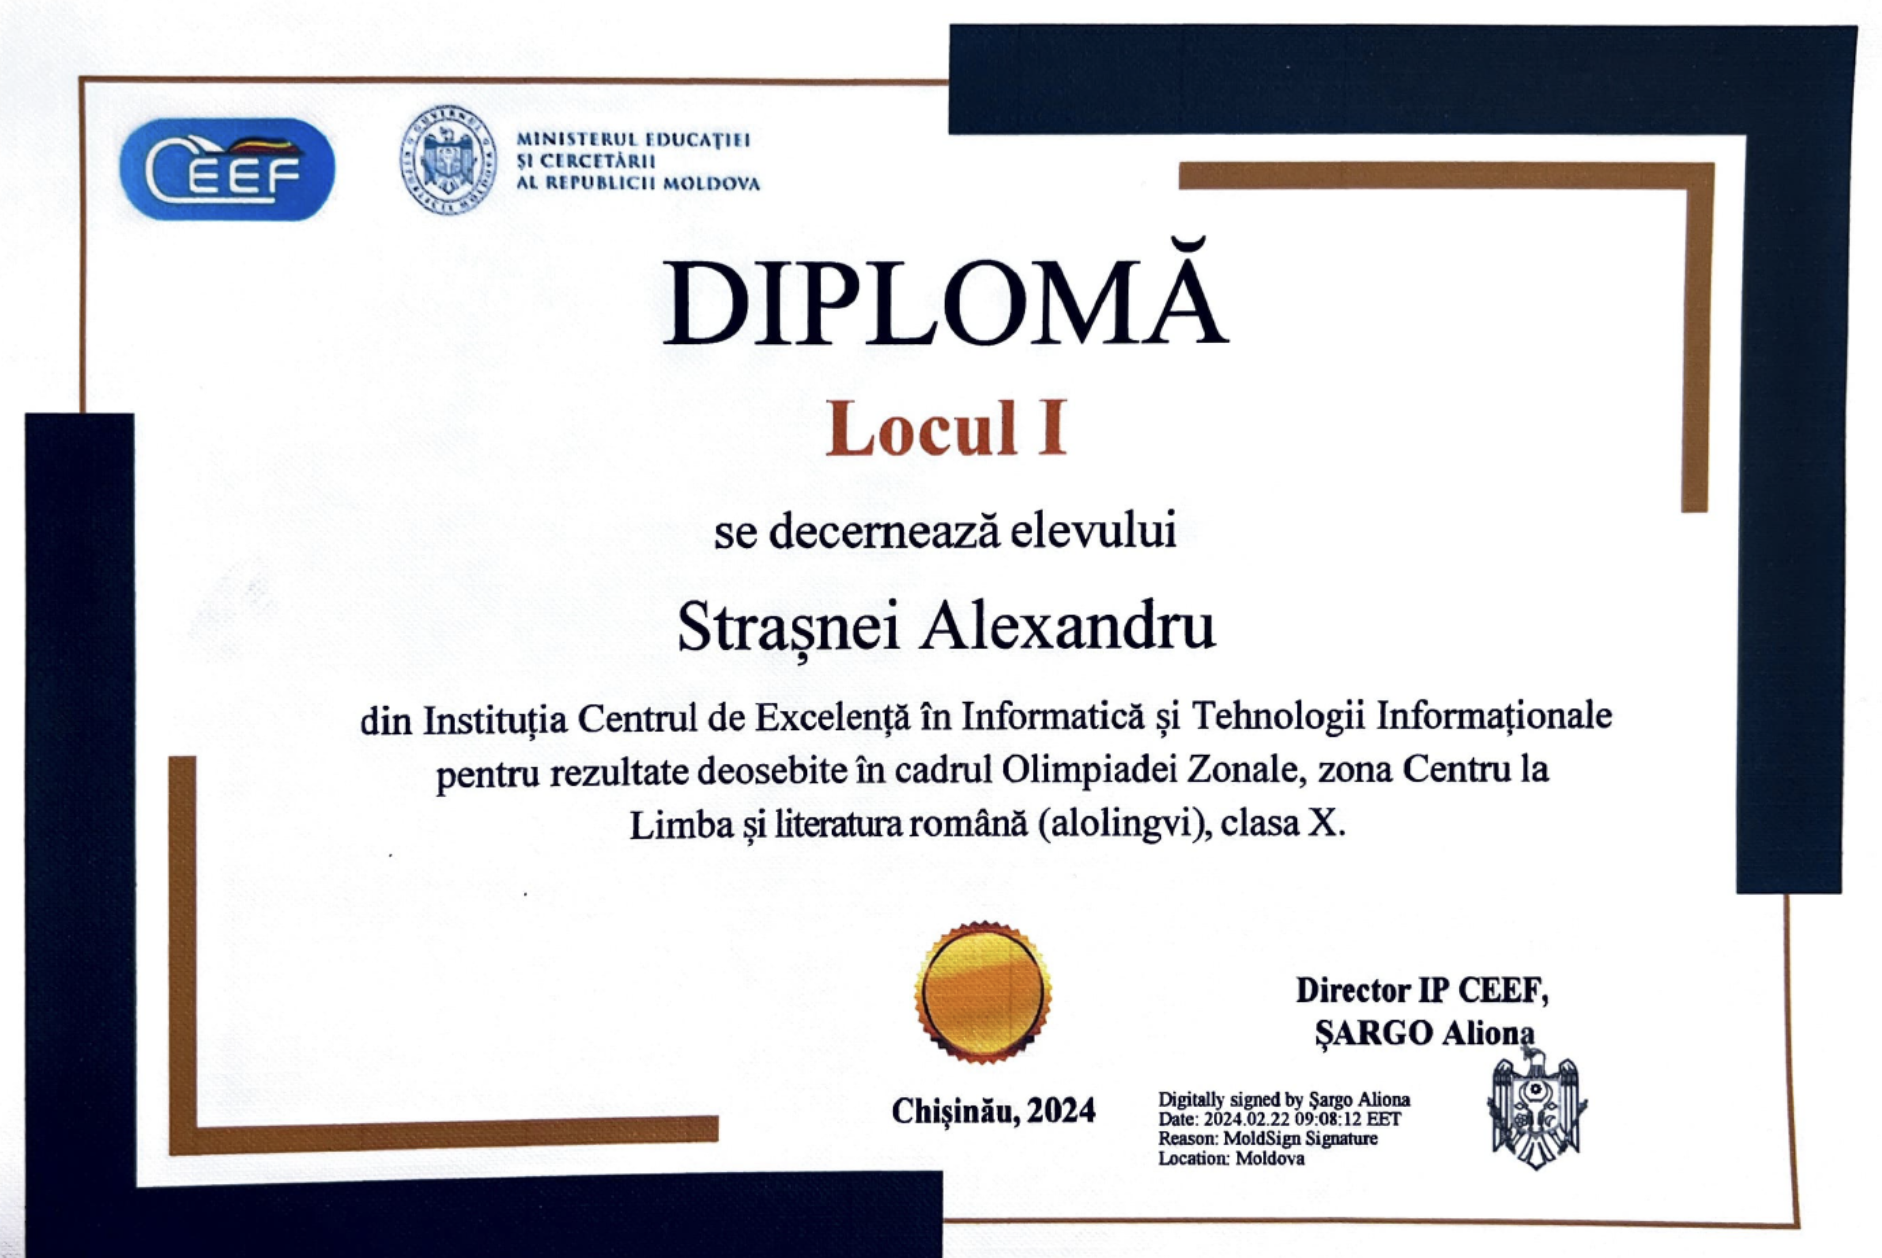 CEEF
MINISTERUL EDUCAȚIEI
ȘI CERCETĂRII
AL REPUBLICII MOLDOVA
DIPLOMĂ
Locul I
se decernează elevului
Strașnei Alexandru
din Instituția Centrul de Excelență în Informatică și Tehnologii Informaționale
pentru rezultate deosebite în cadrul Olimpiadei Zonale, zona Centru la
Limba și literatura română (alolingvi), clasa X.
Director IP CEEF,
ȘARGO Aliona
Chișinău, 2024
Digitally signed by Șargo Aliona
Date: 2024.02.22 09:08:12 EET
Reason: MoldSign Signature
Location: Moldova